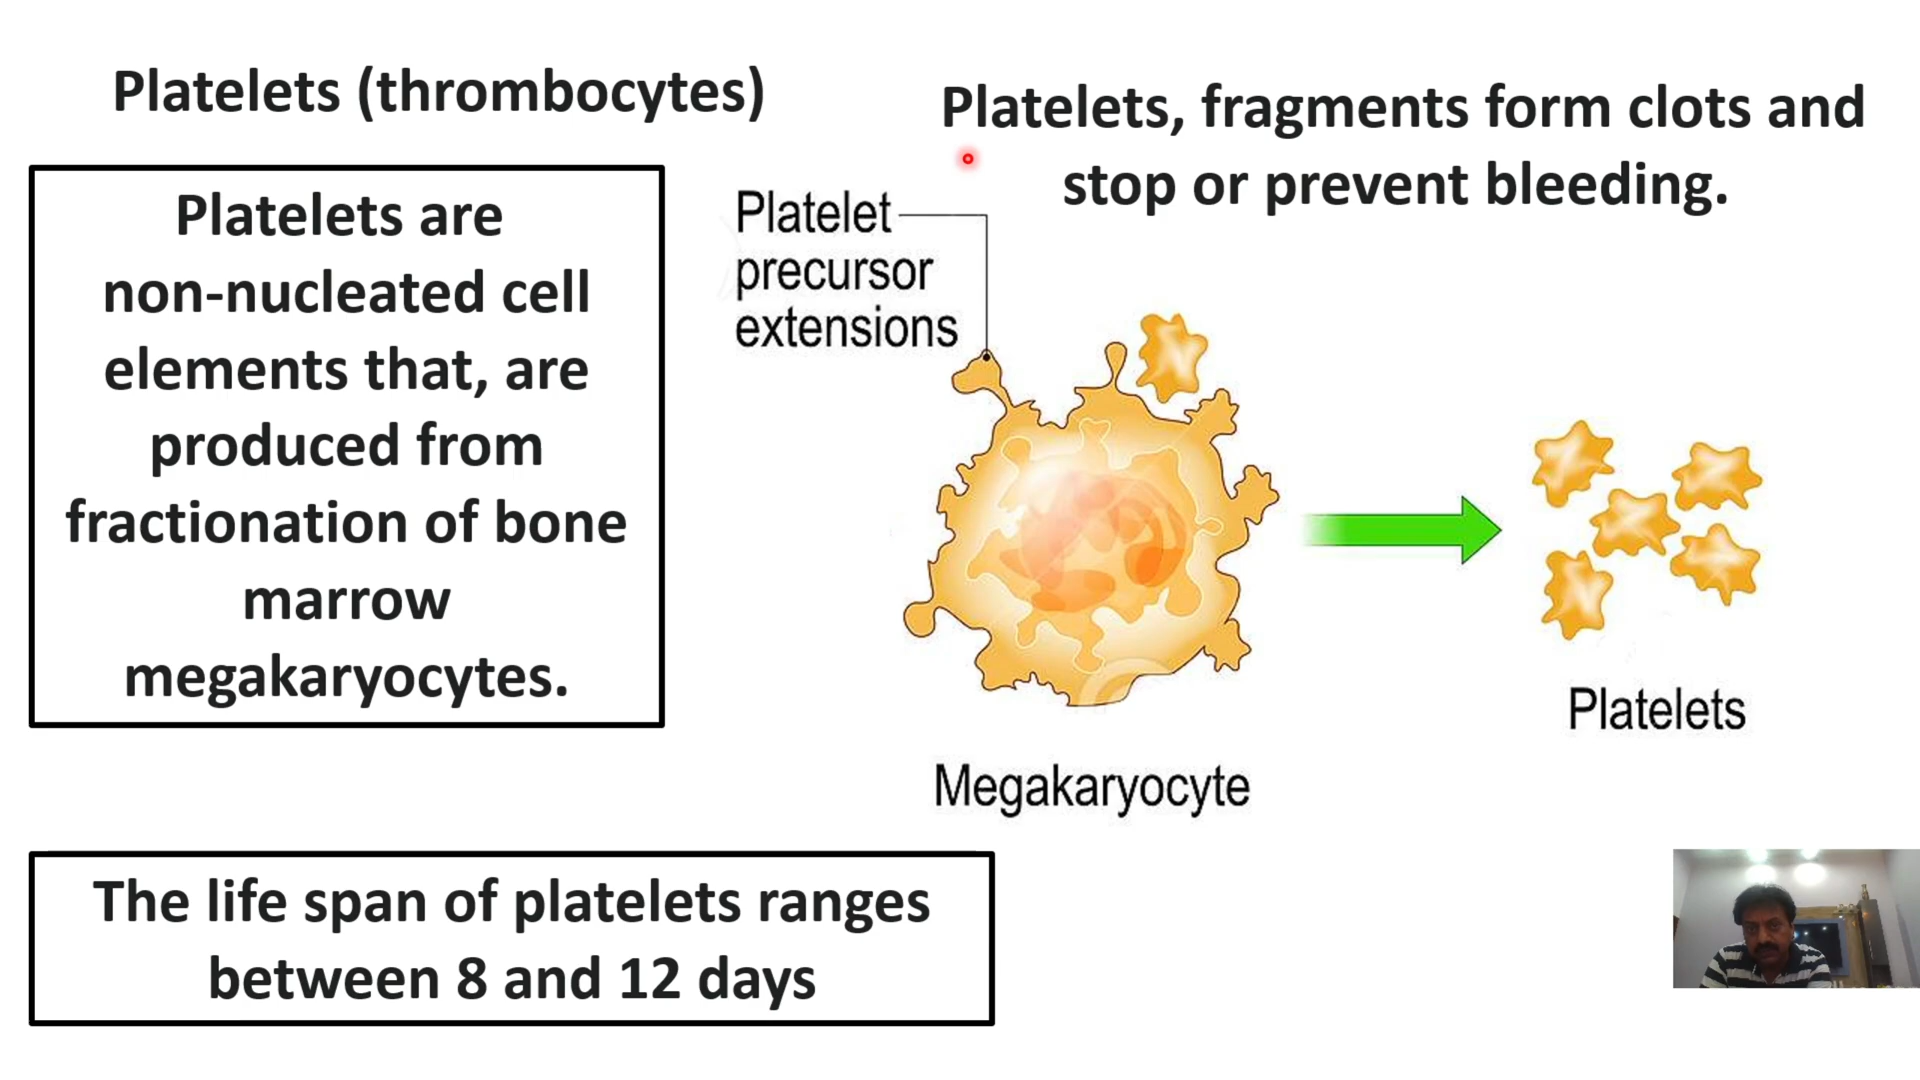 Platelets (thrombocytes)
Platelets are
non-nucleated cell
elements that, are
produced from
fractionation of bone
marrow
megakaryocytes.
Platelets, fragments form clots and
stop or prevent bleeding.
Platelet
precursor
extensions
Megakaryocyte
Platelets
The life span of platelets ranges
between 8 and 12 days